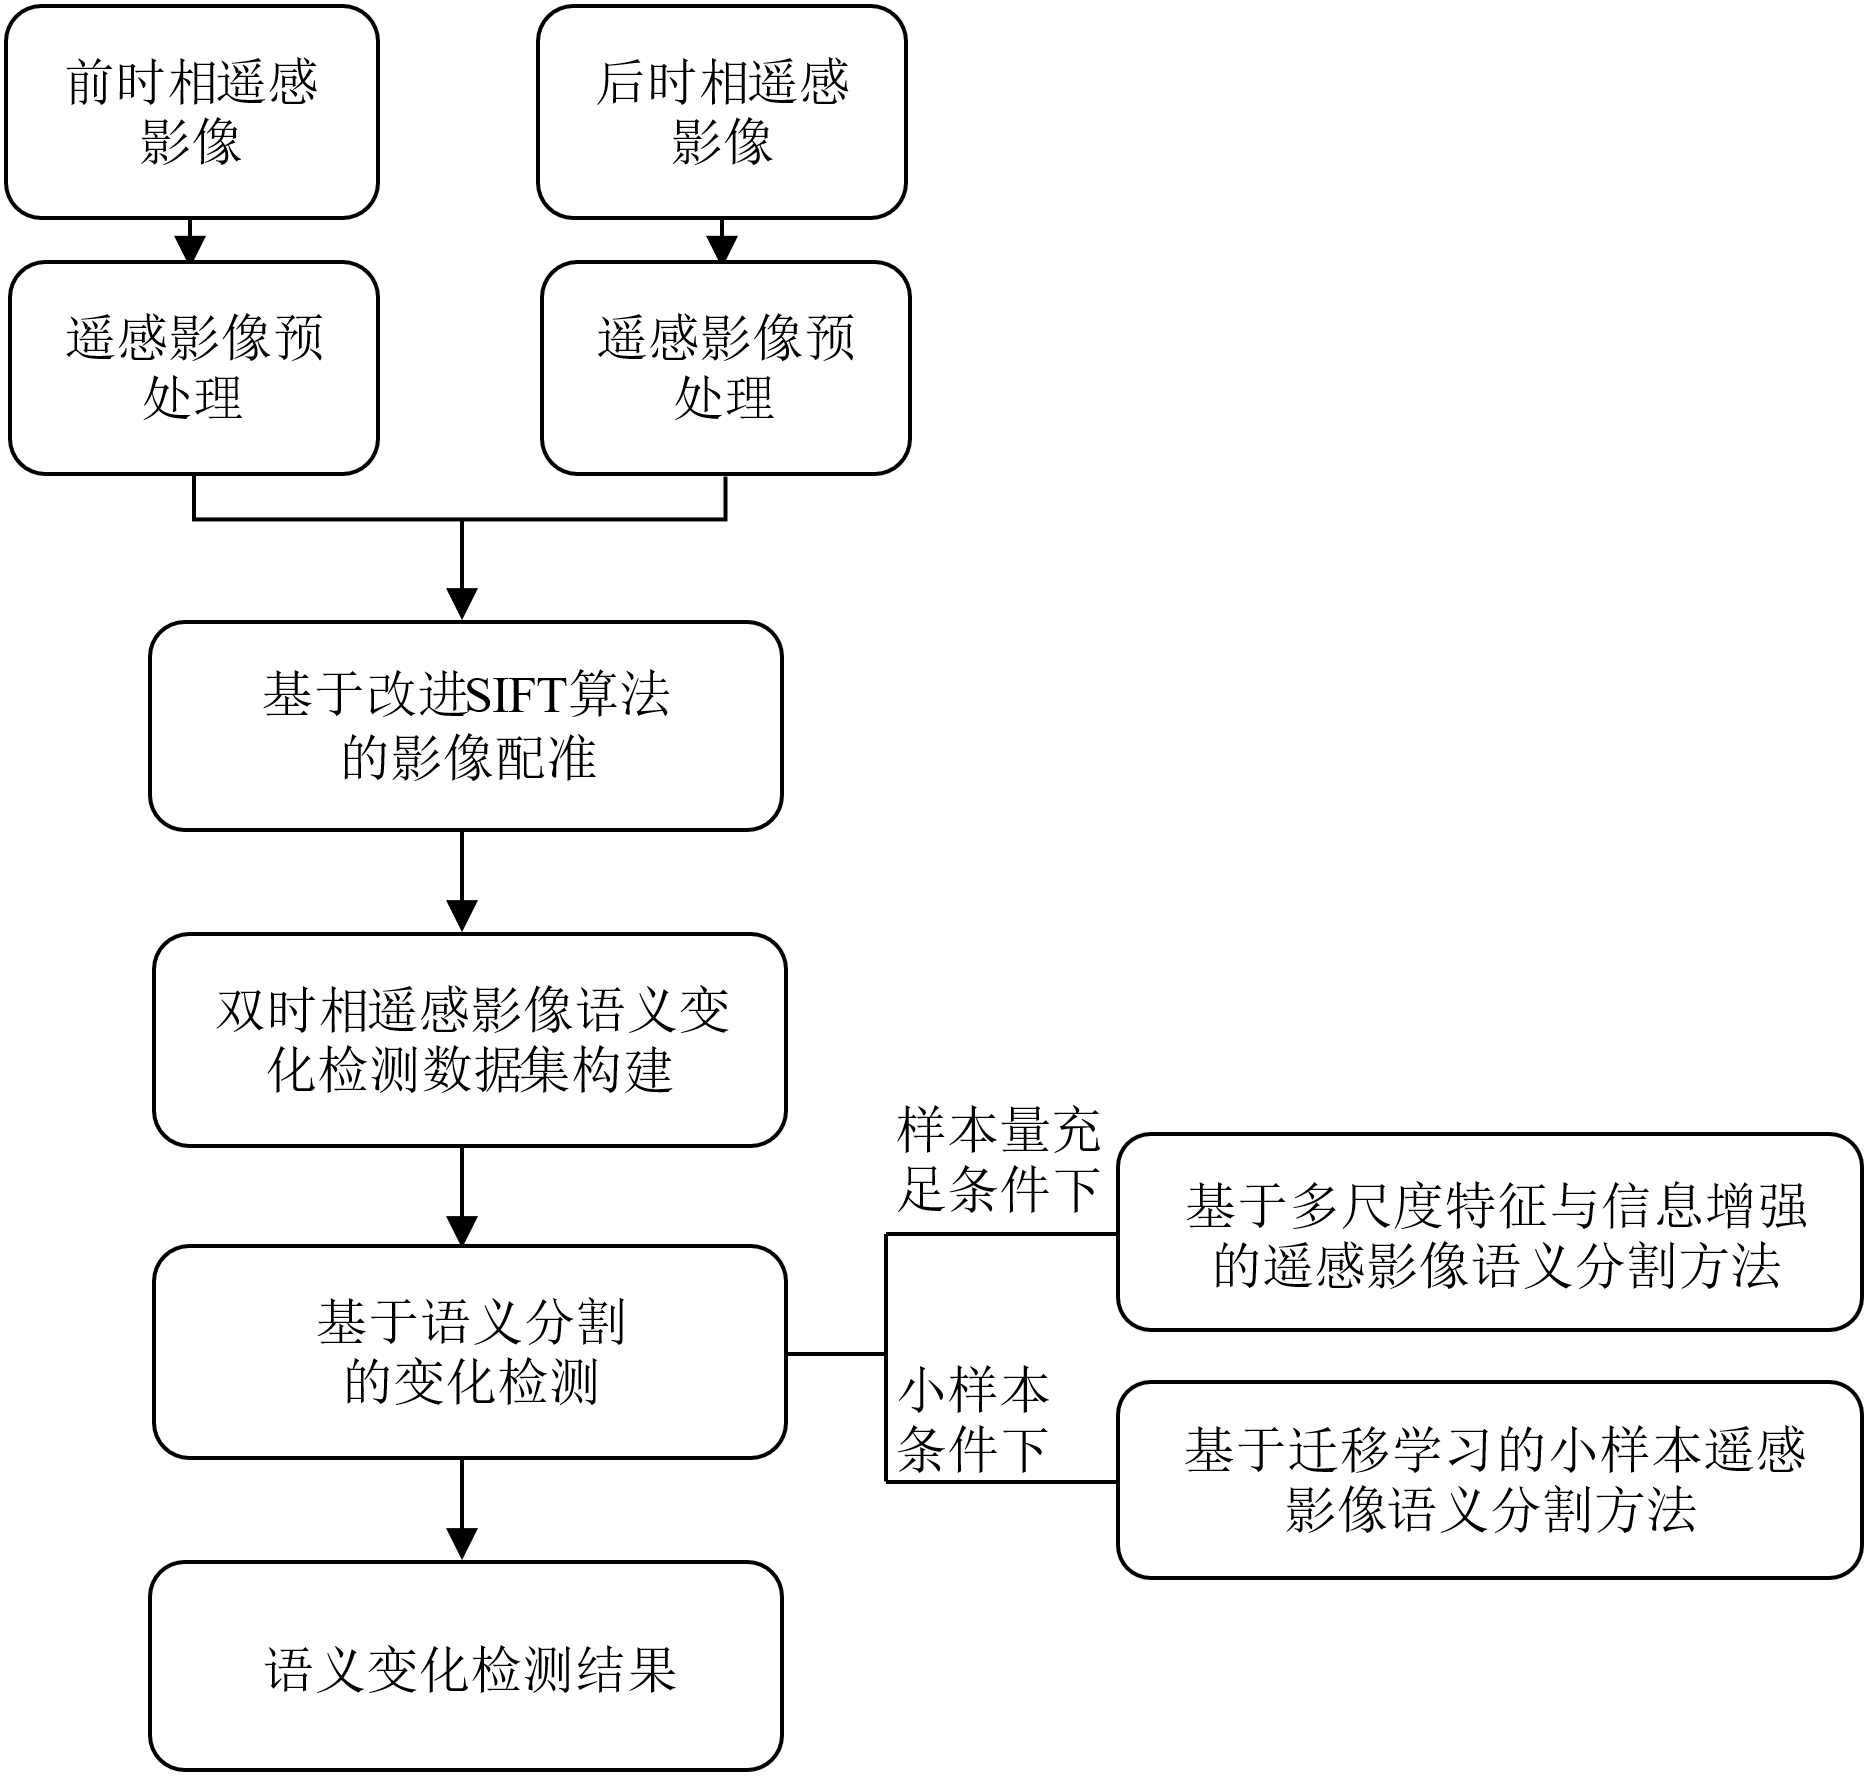 前时相遥感
影像
后时相遥感
影像
遥感影像预
处理
遥感影像预
处理
基于改进SIFT算法
的影像配准
双时相遥感影像语义变
化检测数据集构建
样本量充
足条件下
基于多尺度特征与信息增强
的遥感影像语义分割方法
基于语义分割
的变化检测
小样本
条件下
基于迁移学习的小样本遥感
影像语义分割方法
语义变化检测结果